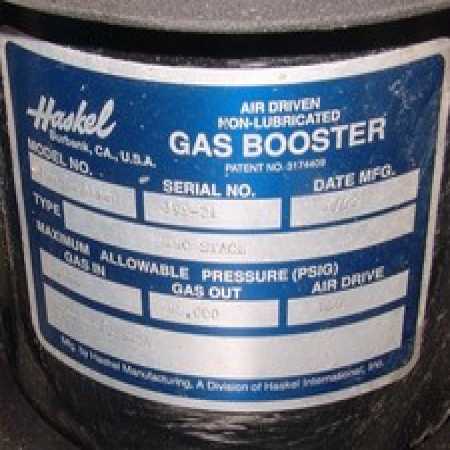 Haskel
Burbank, CA., U.S.A.
AIR DRIVEN
NON-LUBRICATED
GAS BOOSTER
PATENT NO. 3174409
MODEL NO.
SERIAL NO.
DATE MFG.
TYPE
MAXIMUM ALLOWABLE PRESSURE (PSIG)
GAS IN
GAS OUT
AIR DRIVE
Mfg. by Haskel Manufacturing, A Division of Haskel International, Inc.